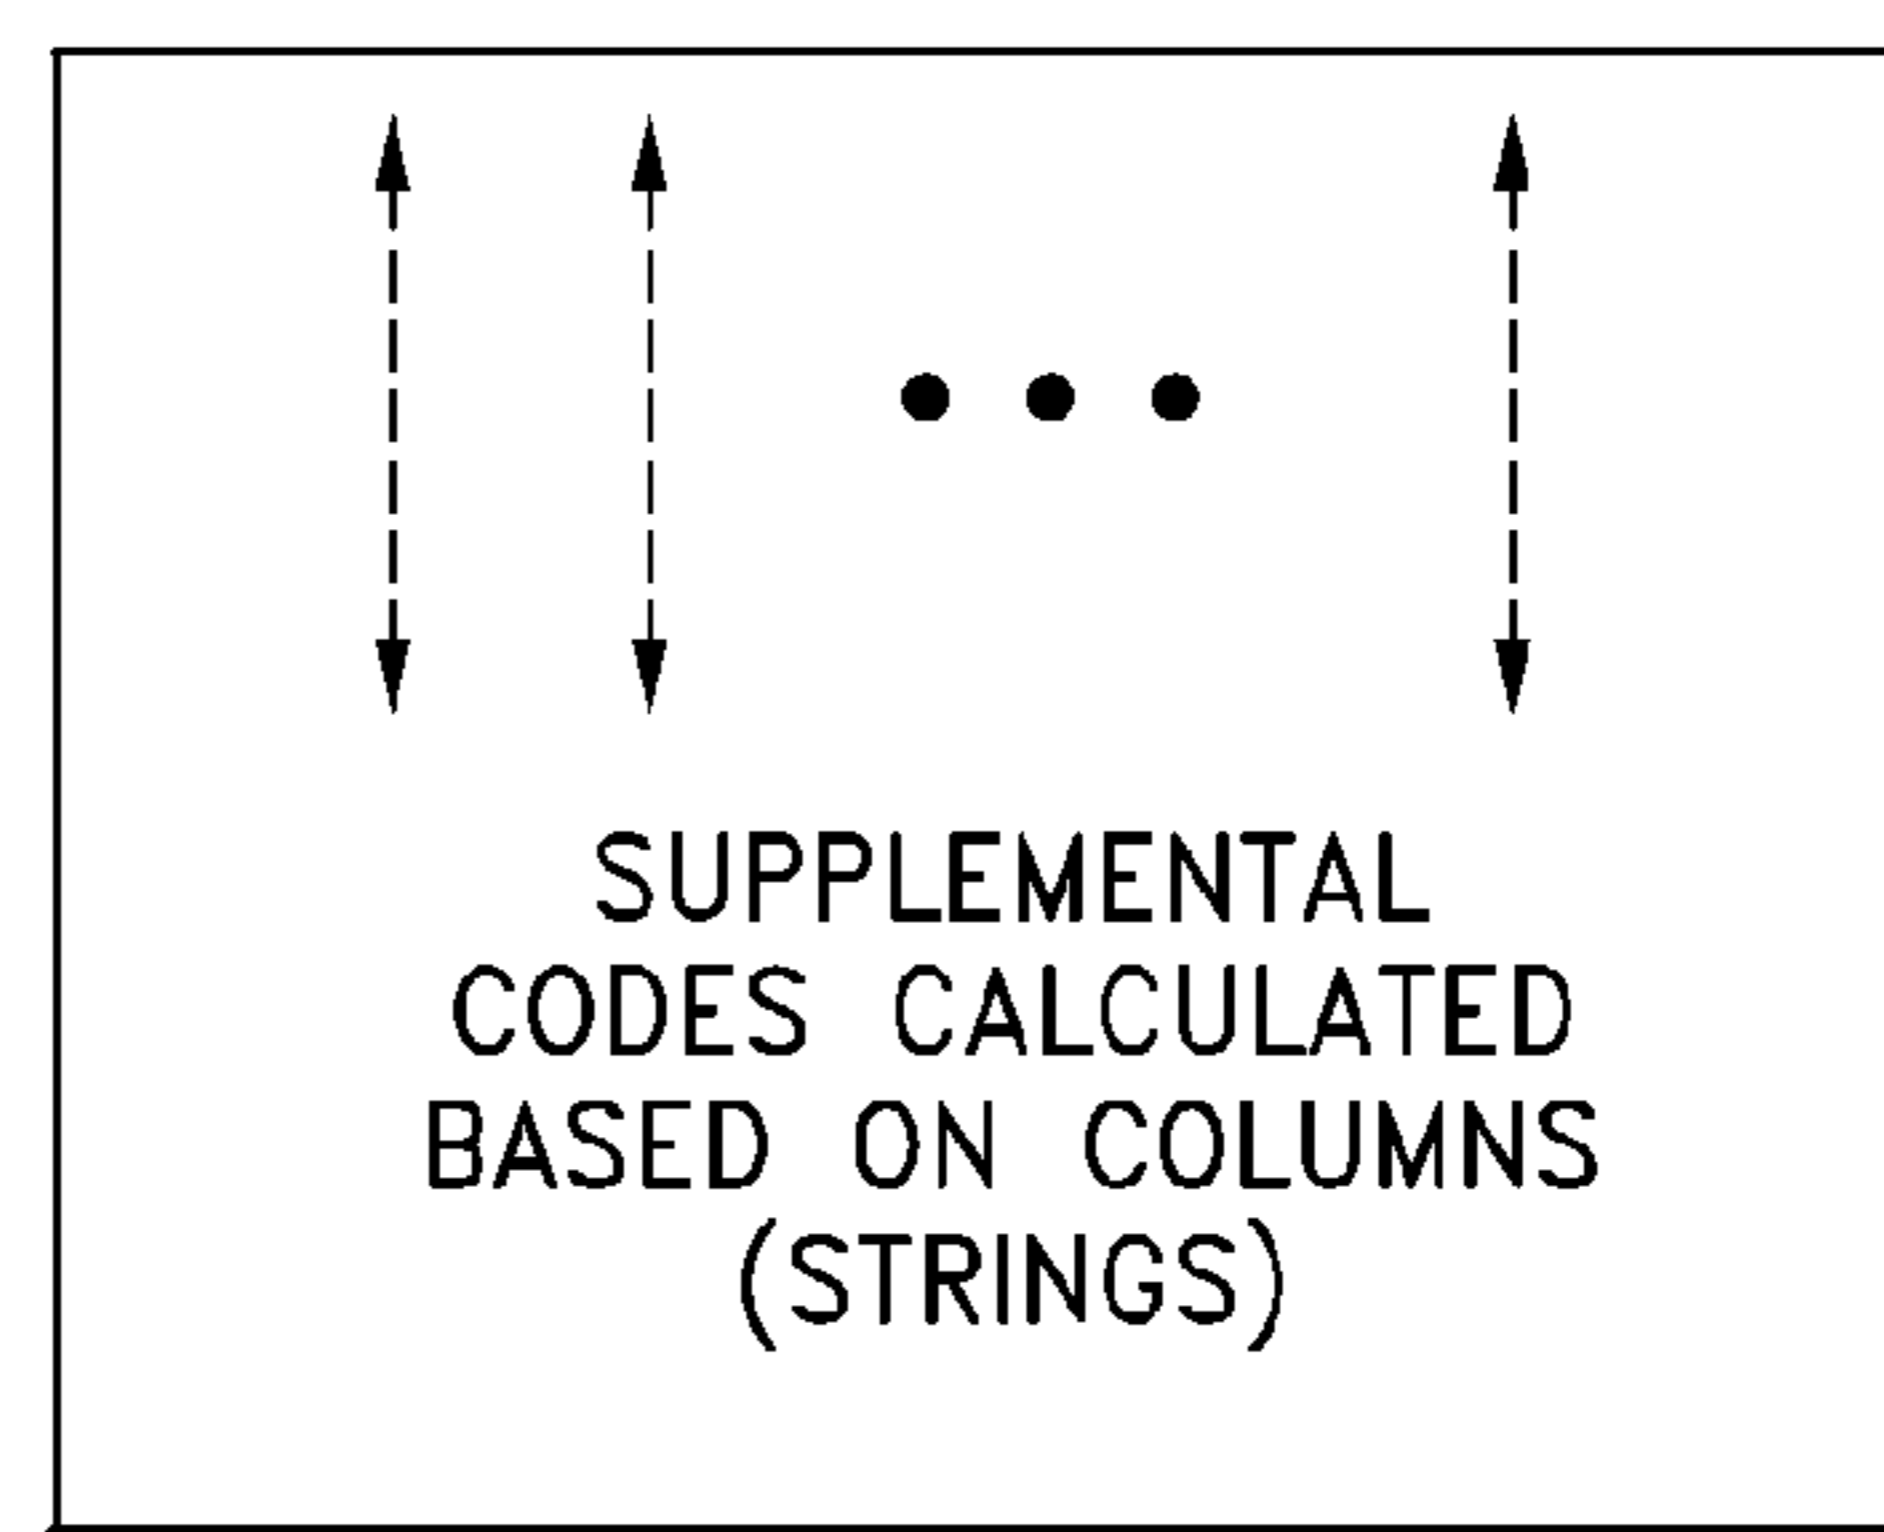 SUPPLEMENTAL
CODES CALCULATED
BASED ON COLUMNS
(STRINGS)